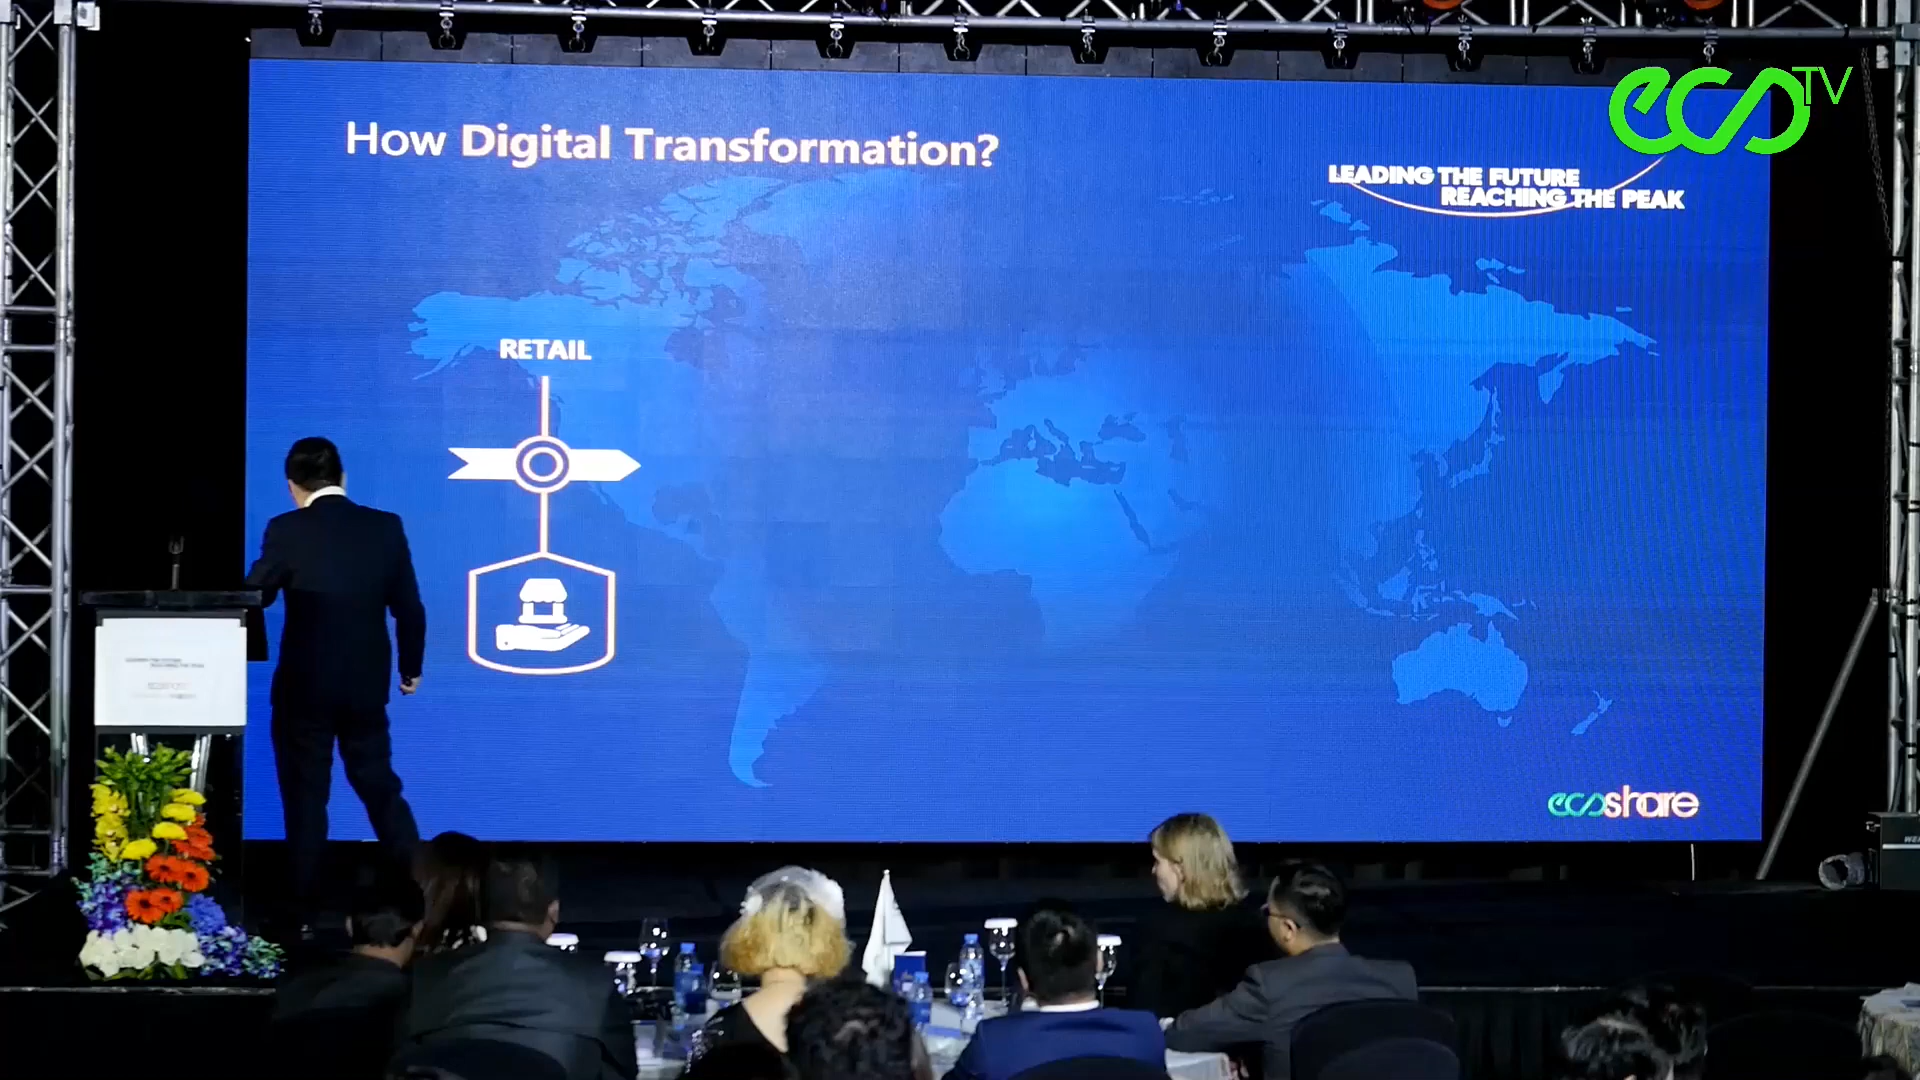 ecoTV
How Digital Transformation?
LEADING THE FUTURE
REACHING THE PEAK
RETAIL
ecoshare